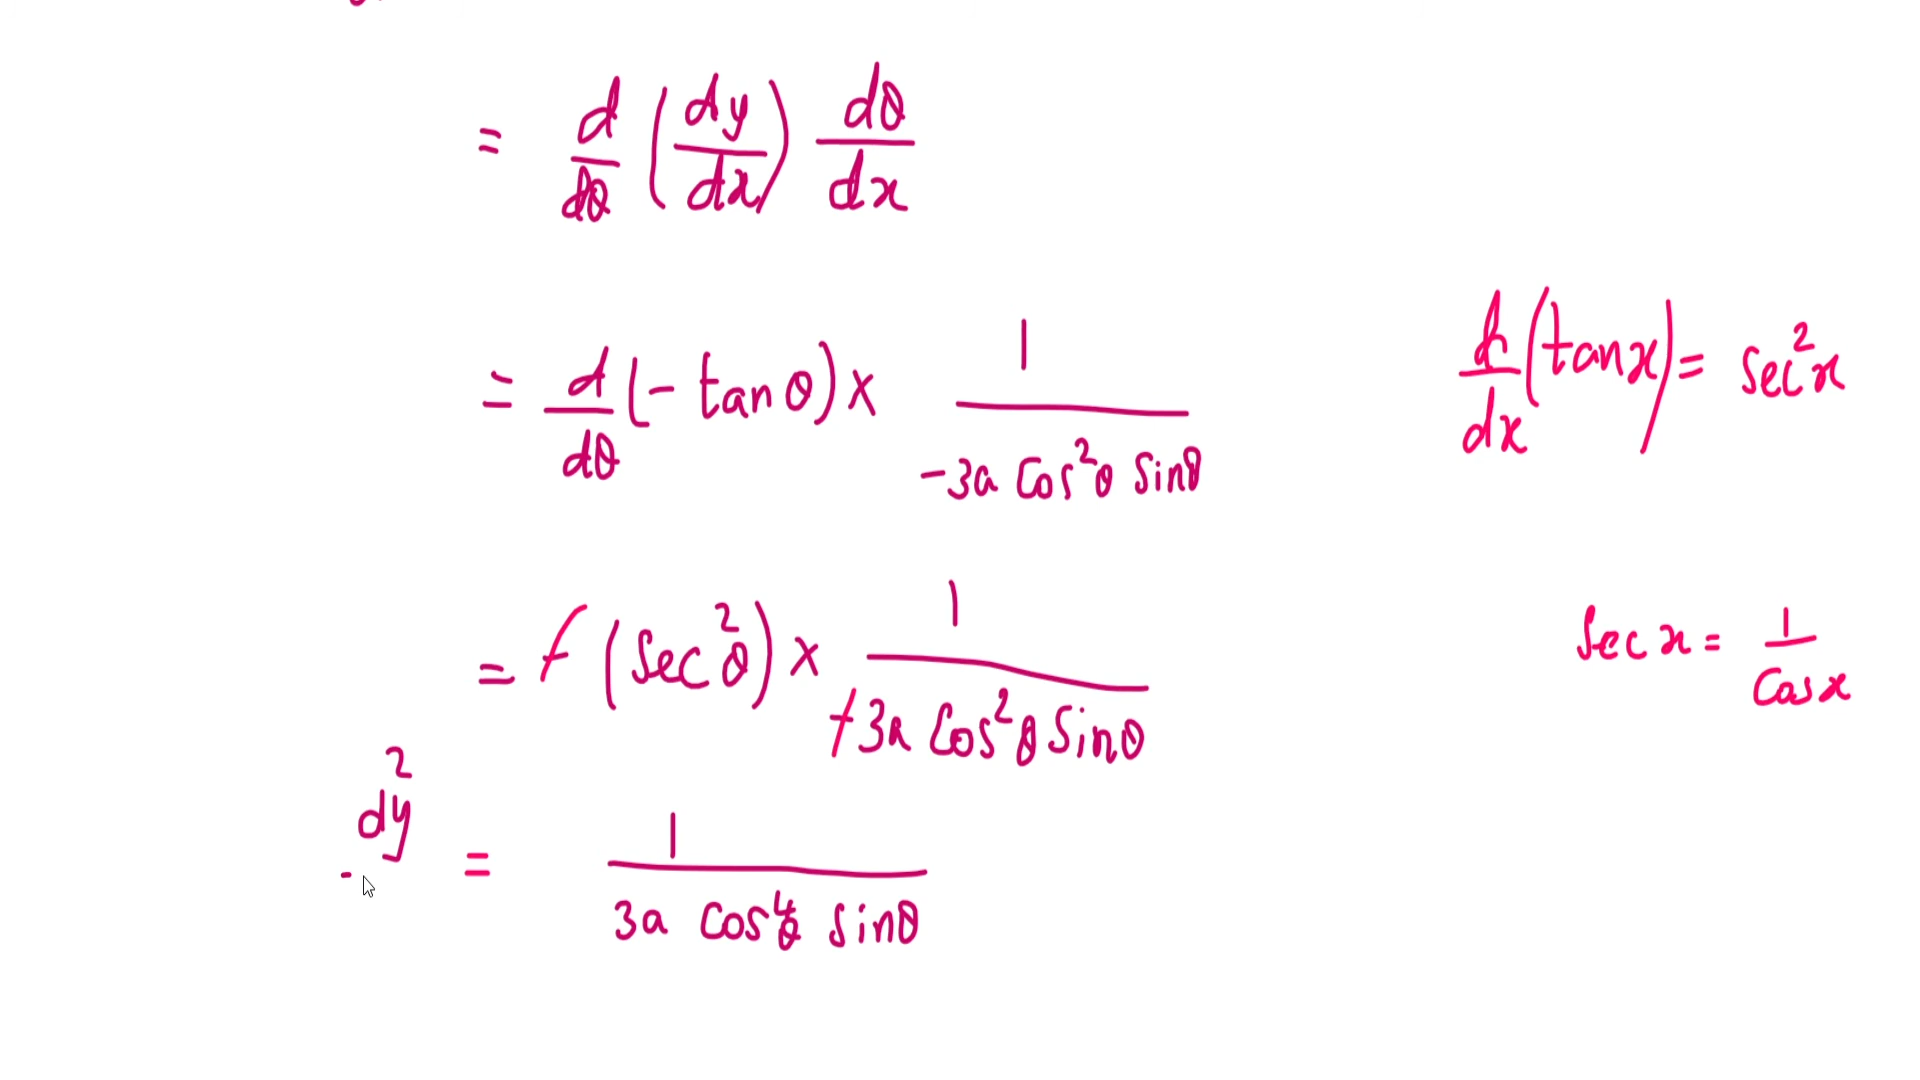 = d/dθ (dy/dx) dθ/dx
= d/dθ (- tan θ) × 1/(-3a Cos²θ Sinθ)
d/dx (tan x) = Sec²x
= - (Sec²θ) × 1/(-3a Cos²θ Sinθ)
Sec x = 1/Cos x
d²y = 1/(3a Cos⁴θ Sinθ)